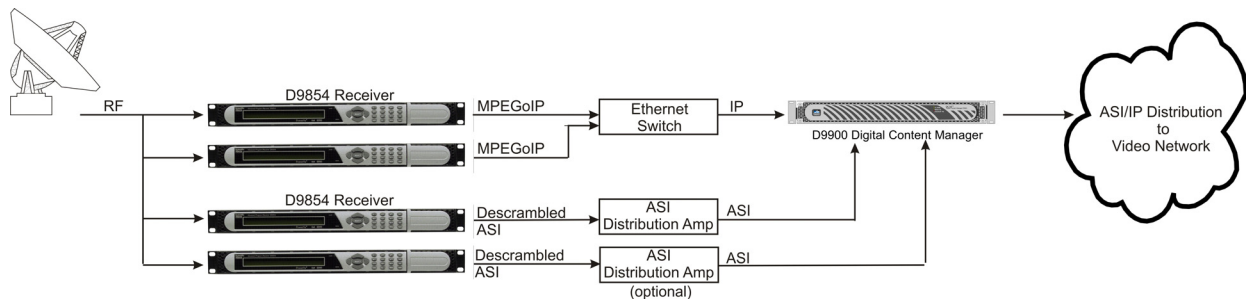 D9854 Receiver
RF
MPEGoIP
Ethernet
Switch
IP
D9900 Digital Content Manager
ASI/IP Distribution
to
Video Network
MPEGoIP
D9854 Receiver
Descrambled
ASI
ASI
Distribution Amp
ASI
Descrambled
ASI
ASI
Distribution Amp
(optional)
ASI